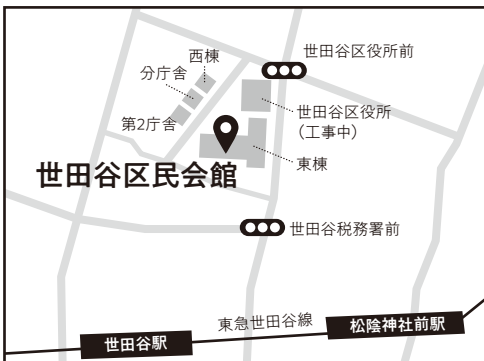 世田谷区役所前
西棟
分庁舎
世田谷区役所
(工事中)
第2庁舎
東棟
世田谷区民会館
世田谷税務署前
東急世田谷線
松陰神社前駅
世田谷駅